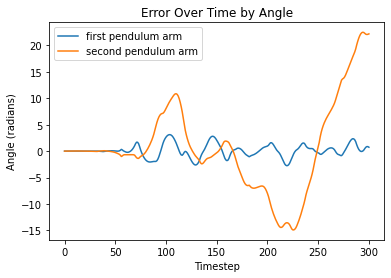 Error Over Time by Angle
first pendulum arm
second pendulum arm
Angle (radians)
20
15
10
5
0
−5
−10
−15
0 50 100 150 200 250 300
Timestep